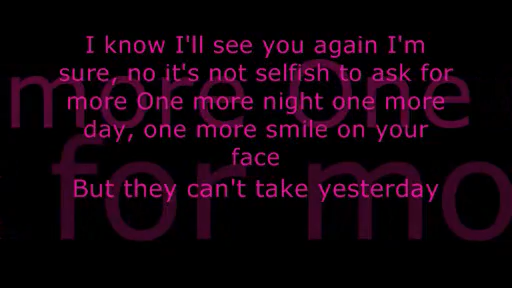 I know I'll see you again I'm
sure, no it's not selfish to ask for
more One more night one more
day, one more smile on your
face
But they can't take yesterday
more One
for mo